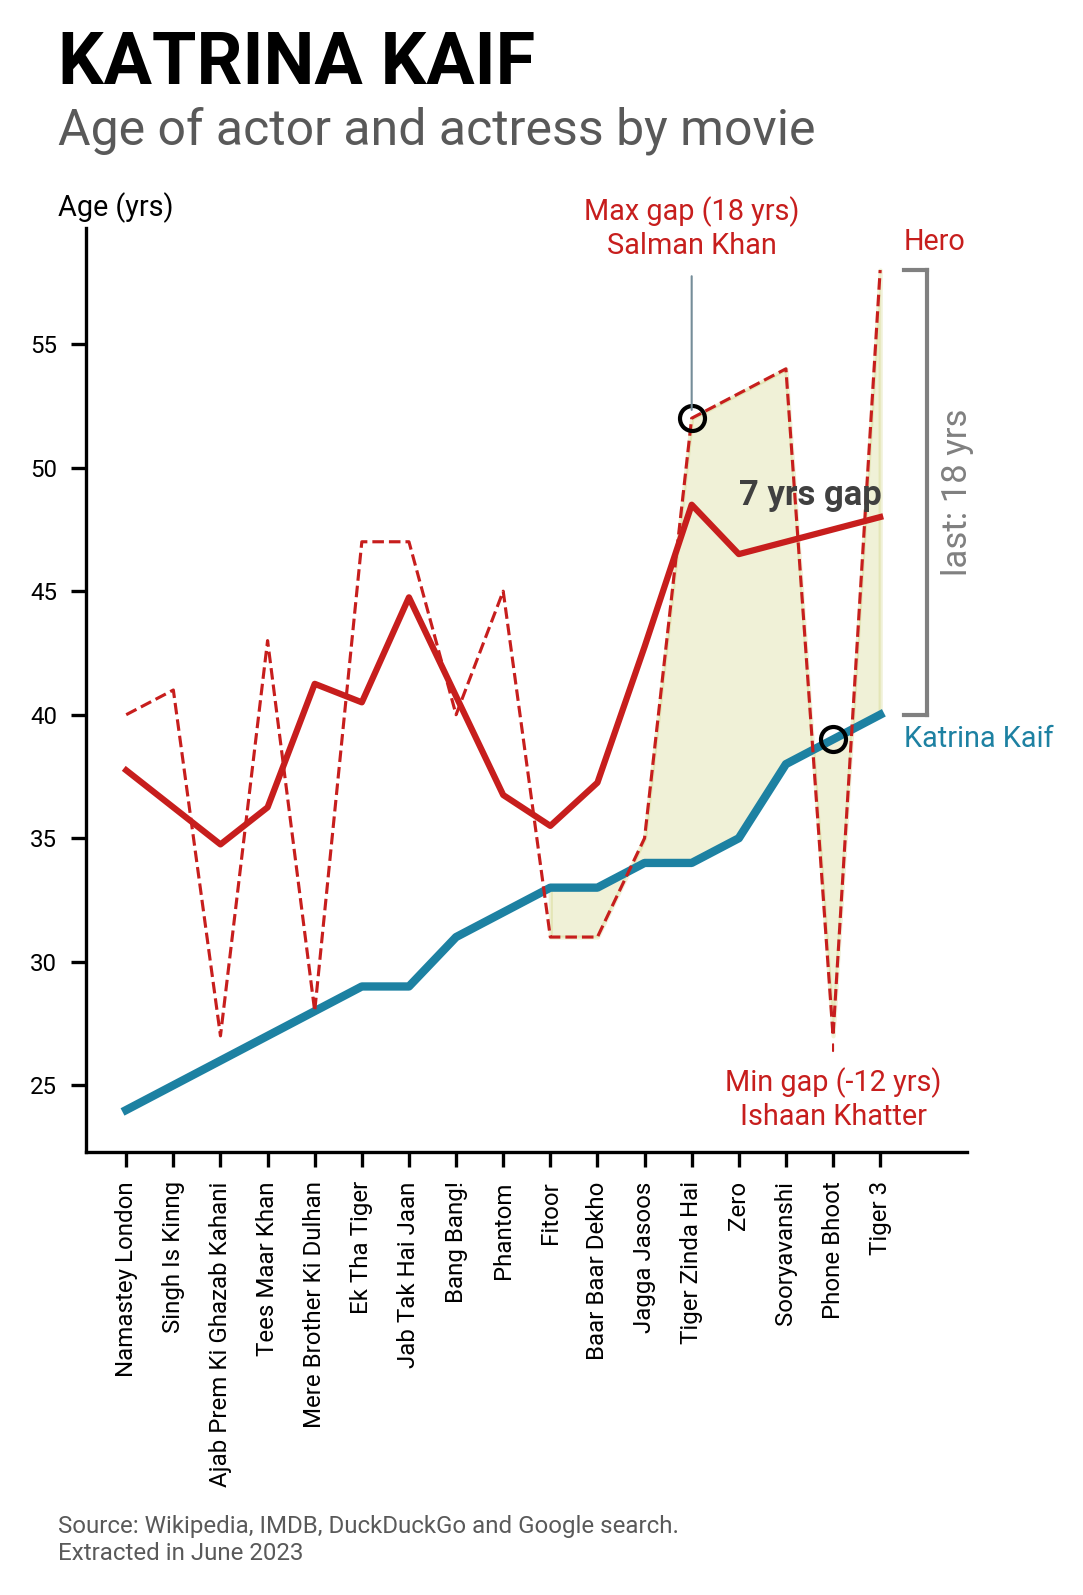 KATRINA KAIF
Age of actor and actress by movie
Age (yrs)
Max gap (18 yrs)
Salman Khan
Hero
55
50
45
40
35
30
25
7 yrs gap
last: 18 yrs
Katrina Kaif
Min gap (-12 yrs)
Ishaan Khatter
Namastey London
Singh Is Kinng
Ajab Prem Ki Ghazab Kahani
Tees Maar Khan
Mere Brother Ki Dulhan
Ek Tha Tiger
Jab Tak Hai Jaan
Bang Bang!
Phantom
Fitoor
Baar Baar Dekho
Jagga Jasoos
Tiger Zinda Hai
Zero
Sooryavanshi
Phone Bhoot
Tiger 3
Source: Wikipedia, IMDB, DuckDuckGo and Google search.
Extracted in June 2023